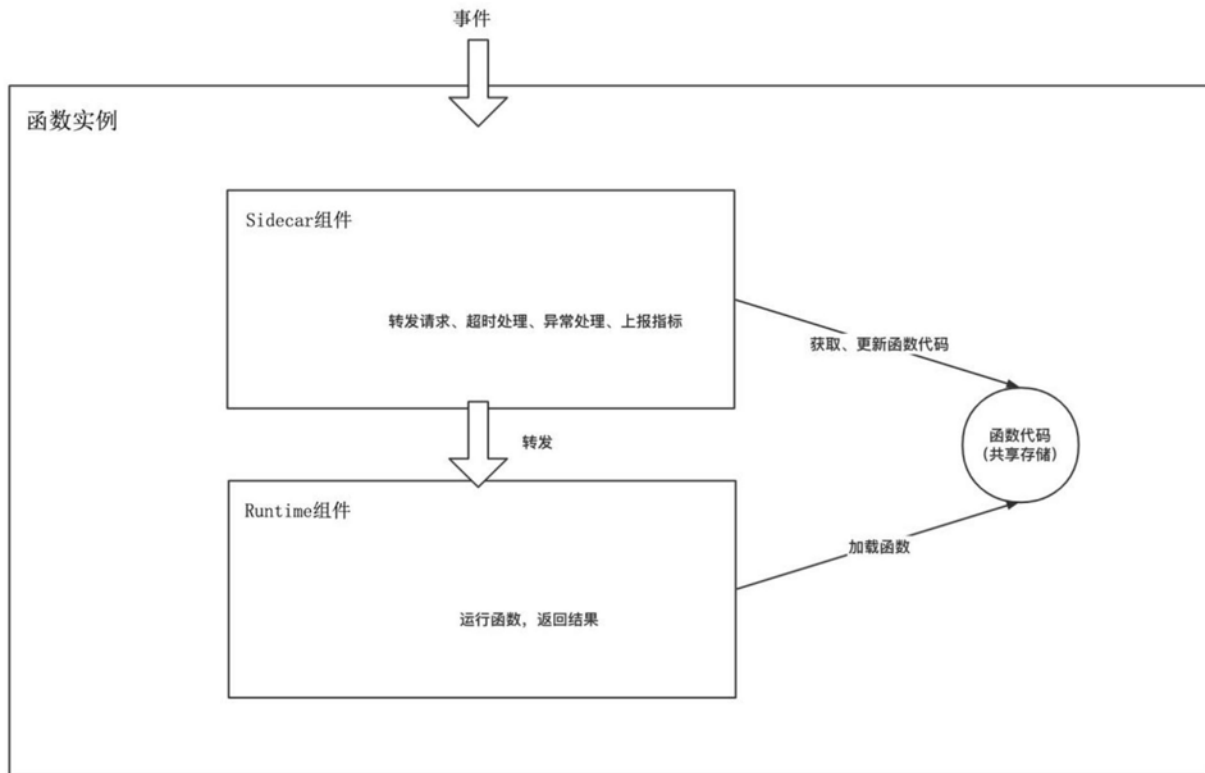 事件
函数实例
Sidecar组件
转发请求、超时处理、异常处理、上报指标
获取、更新函数代码
函数代码
（共享存储）
转发
Runtime组件
加载函数
运行函数，返回结果